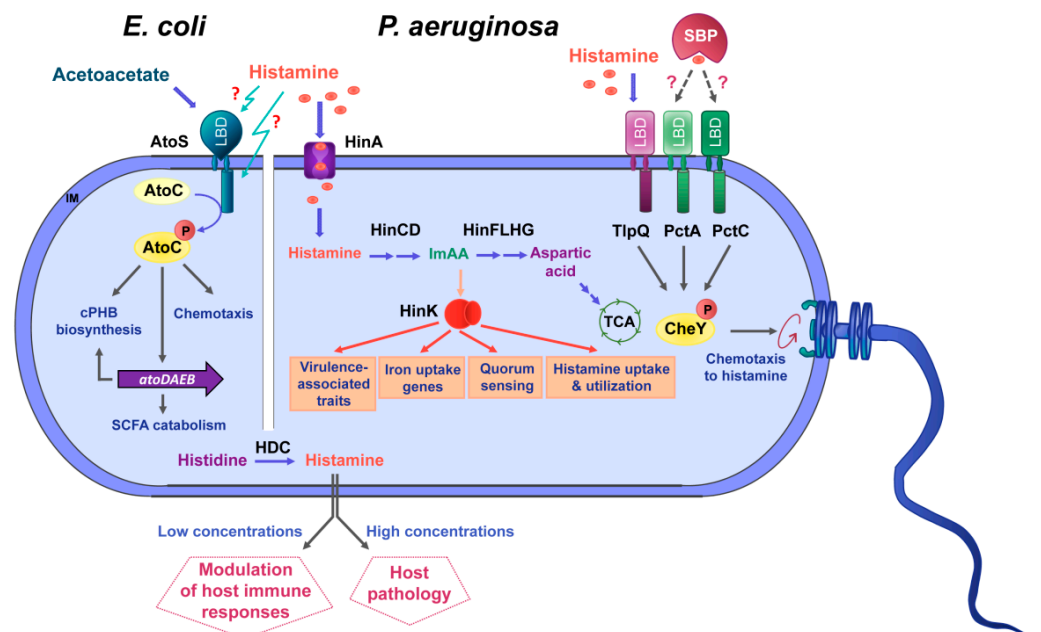 E. coli
P. aeruginosa
SBP
Acetoacetate
Histamine
Histamine
?
?
?
?
LBD
LBD
LBD
LBD
AtoS
HinA
IM
AtoC
P
AtoC
HinCD
HinFLHG
TlpQ
PctA
PctC
Histamine
ImAA
Aspartic
acid
cPHB
biosynthesis
Chemotaxis
HinK
TCA
CheY
P
Chemotaxis
to histamine
Virulence-
associated
traits
Iron uptake
genes
Quorum
sensing
Histamine uptake
& utilization
atoDAEB
SCFA catabolism
HDC
Histidine
Histamine
Low concentrations
High concentrations
Modulation
of host immune
responses
Host
pathology